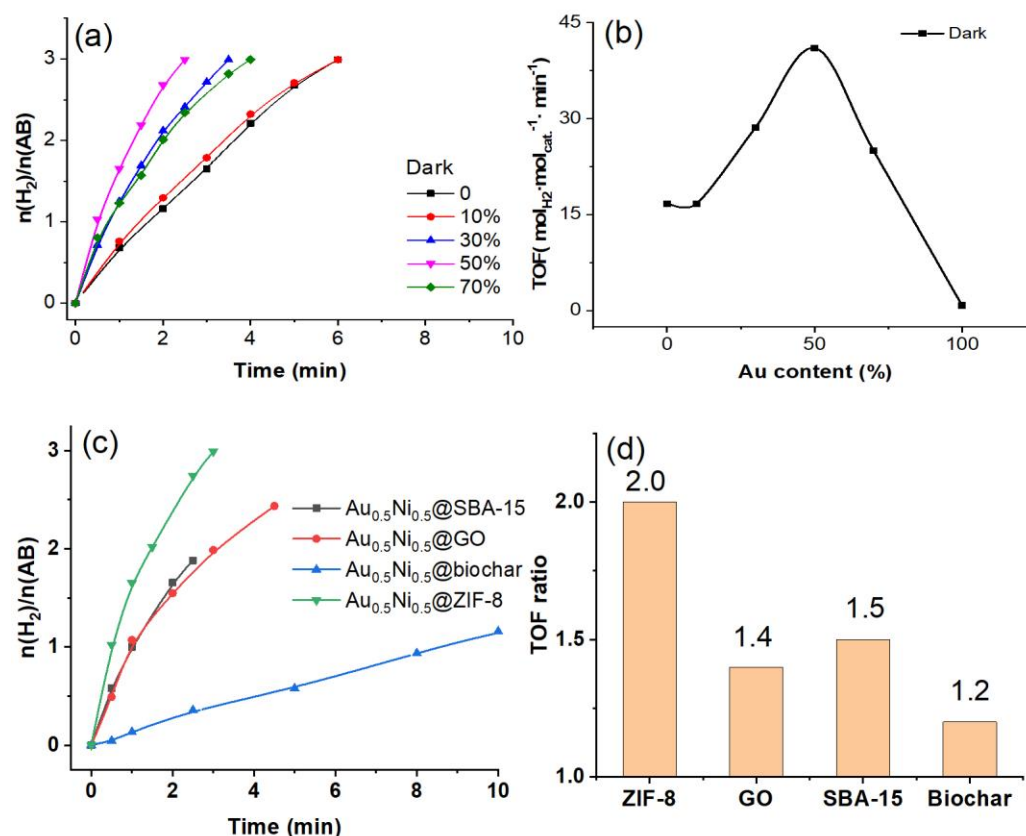 (a)
3
2
1
0
n(H₂)/n(AB)
Dark
0
10%
30%
50%
70%
0 2 4 6 8 10
Time (min)
(b)
45
30
15
0
TOF( mol_H2·mol_cat.⁻¹· min⁻¹)
Dark
0 50 100
Au content (%)
(c)
3
2
1
0
n(H₂)/n(AB)
Au₀.₅Ni₀.₅@SBA-15
Au₀.₅Ni₀.₅@GO
Au₀.₅Ni₀.₅@biochar
Au₀.₅Ni₀.₅@ZIF-8
0 2 4 6 8 10
Time (min)
(d)
2.0
1.5
1.0
TOF ratio
2.0
1.4
1.5
1.2
ZIF-8 GO SBA-15 Biochar